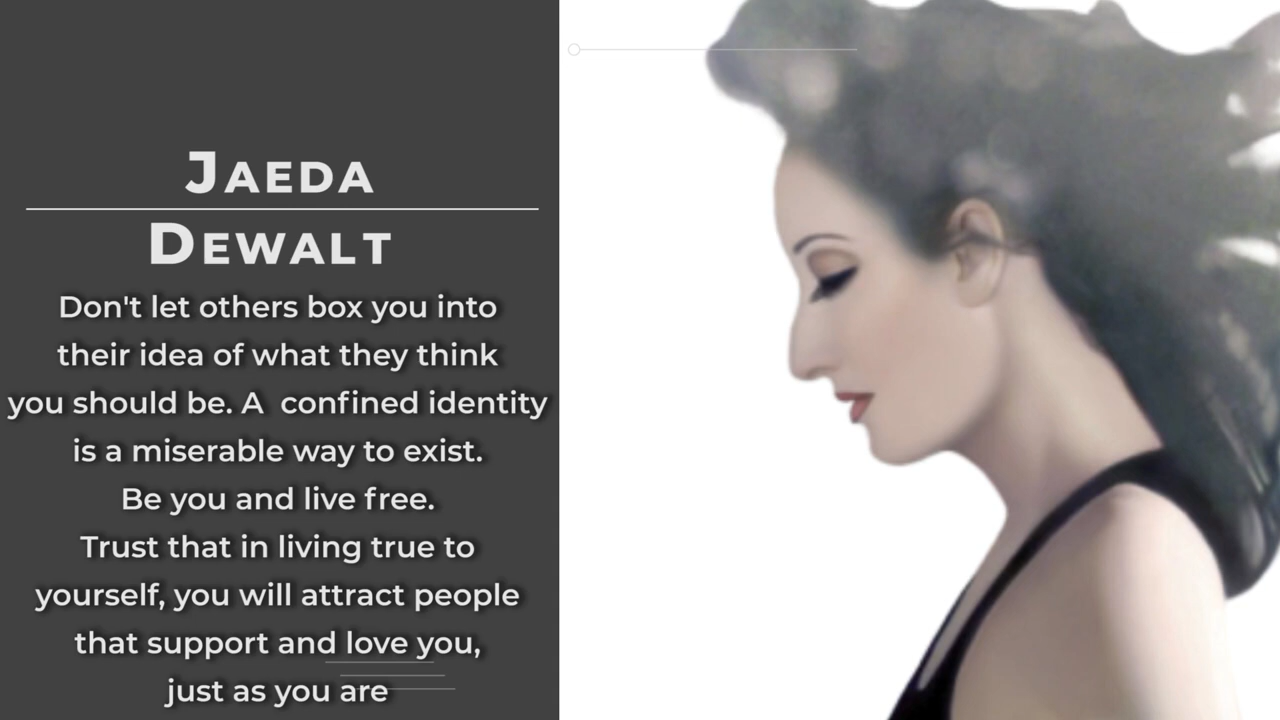 Jaeda
Dewalt
Don't let others box you into
their idea of what they think
you should be. A  confined identity
is a miserable way to exist.
Be you and live free.
Trust that in living true to
yourself, you will attract people
that support and love you,
just as you are